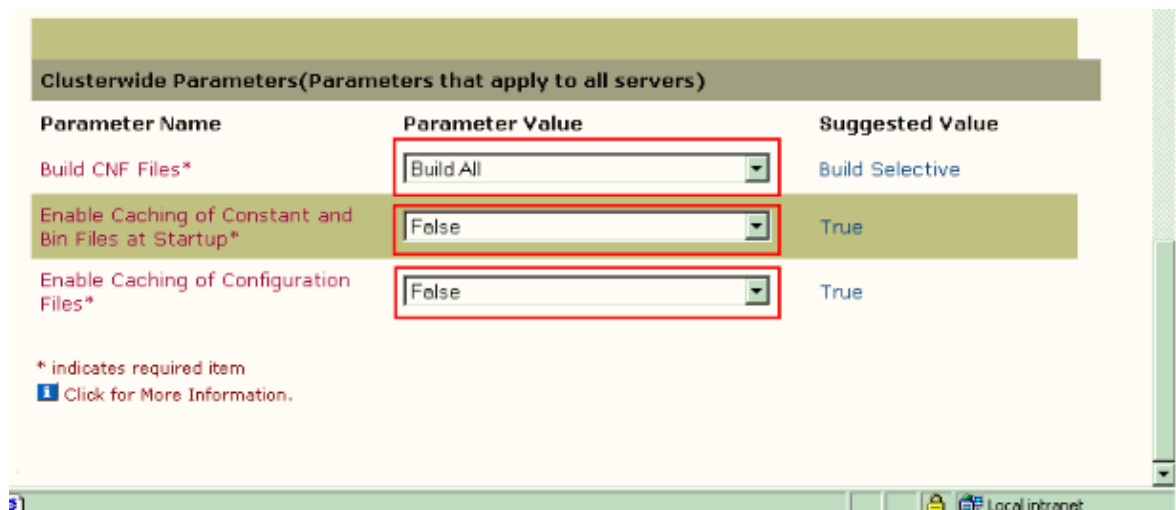 Clusterwide Parameters(Parameters that apply to all servers)
Parameter Name Parameter Value Suggested Value
Build CNF Files* Build All Build Selective
Enable Caching of Constant and
Bin Files at Startup* False True
Enable Caching of Configuration
Files* False True
* indicates required item
i Click for More Information.
Local intranet